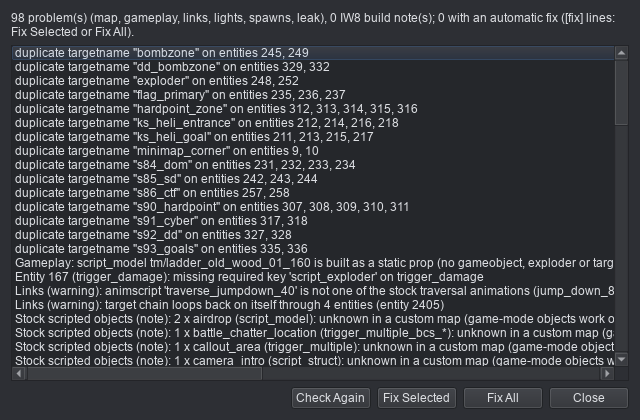 98 problem(s) (map, gameplay, links, lights, spawns, leak), 0 IW8 build note(s); 0 with an automatic fix ([fix] lines:
Fix Selected or Fix All).
duplicate targetname "bombzone" on entities 245, 249
duplicate targetname "dd_bombzone" on entities 329, 332
duplicate targetname "exploder" on entities 248, 252
duplicate targetname "flag_primary" on entities 235, 236, 237
duplicate targetname "hardpoint_zone" on entities 312, 313, 314, 315, 316
duplicate targetname "ks_heli_entrance" on entities 212, 214, 216, 218
duplicate targetname "ks_heli_goal" on entities 211, 213, 215, 217
duplicate targetname "minimap_corner" on entities 9, 10
duplicate targetname "s84_dom" on entities 231, 232, 233, 234
duplicate targetname "s85_sd" on entities 242, 243, 244
duplicate targetname "s86_ctf" on entities 257, 258
duplicate targetname "s90_hardpoint" on entities 307, 308, 309, 310, 311
duplicate targetname "s91_cyber" on entities 317, 318
duplicate targetname "s92_dd" on entities 327, 328
duplicate targetname "s93_goals" on entities 335, 336
Gameplay: script_model tm/ladder_old_wood_01_160 is built as a static prop (no gameobject, exploder or targ
Entity 167 (trigger_damage): missing required key 'script_exploder' on trigger_damage
Links (warning): animscript 'traverse_jumpdown_40' is not one of the stock traversal animations (jump_down_8
Links (warning): target chain loops back on itself through 4 entities (entity 2405)
Stock scripted objects (note): 2 x airdrop (script_model): unknown in a custom map (game-mode objects work o
Stock scripted objects (note): 1 x battle_chatter_location (trigger_multiple_bcs_*): unknown in a custom map (ga
Stock scripted objects (note): 1 x callout_area (trigger_multiple): unknown in a custom map (game-mode object
Stock scripted objects (note): 1 x camera_intro (script_struct): unknown in a custom map (game-mode objects w
Check Again
Fix Selected
Fix All
Close